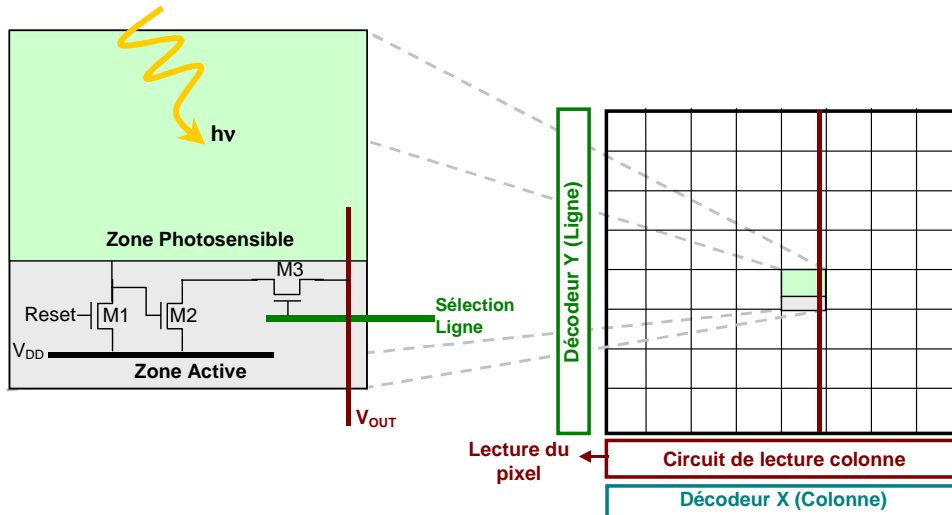 hν
Zone Photosensible
M3
Reset
M1
M2
Sélection
Ligne
VDD
Zone Active
VOUT
Décodeur Y (Ligne)
Lecture du
pixel
Circuit de lecture colonne
Décodeur X (Colonne)